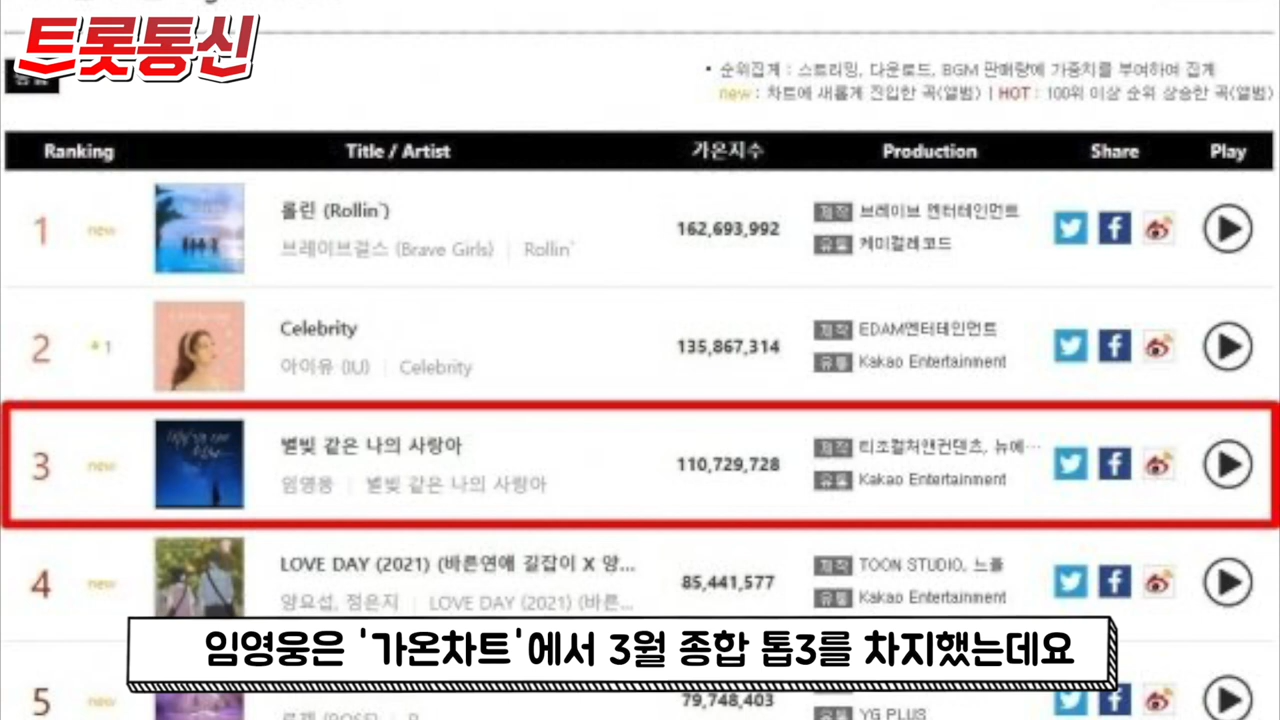 트롯통신
• 순위집계 : 스트리밍, 다운로드, BGM 판매량에 가중치를 부여하여 집계
new : 차트에 새롭게 진입한 곡(앨범) | HOT : 100위 이상 순위 상승한 곡(앨범)
Ranking Title / Artist 가온지수 Production Share Play
1 new 롤린 (Rollin`) 162,693,992 제작 브레이브 엔터테인먼트
브레이브걸스 (Brave Girls) | Rollin` 유통 케미컬레코드
2 1 Celebrity 135,867,314 제작 EDAM엔터테인먼트
아이유 (IU) | Celebrity 유통 Kakao Entertainment
3 new 별빛 같은 나의 사랑아 110,729,728 제작 티조컬처앤컨텐츠, 뉴에…
임영웅 | 별빛 같은 나의 사랑아 유통 Kakao Entertainment
4 new LOVE DAY (2021) (바른연애 길잡이 X 양... 85,441,577 제작 TOON STUDIO, 느을
양요섭, 정은지 | LOVE DAY (2021) (바른... 유통 Kakao Entertainment
임영웅은 '가온차트'에서 3월 종합 톱3를 차지했는데요
5 new 79,748,403
유통 YG PLUS